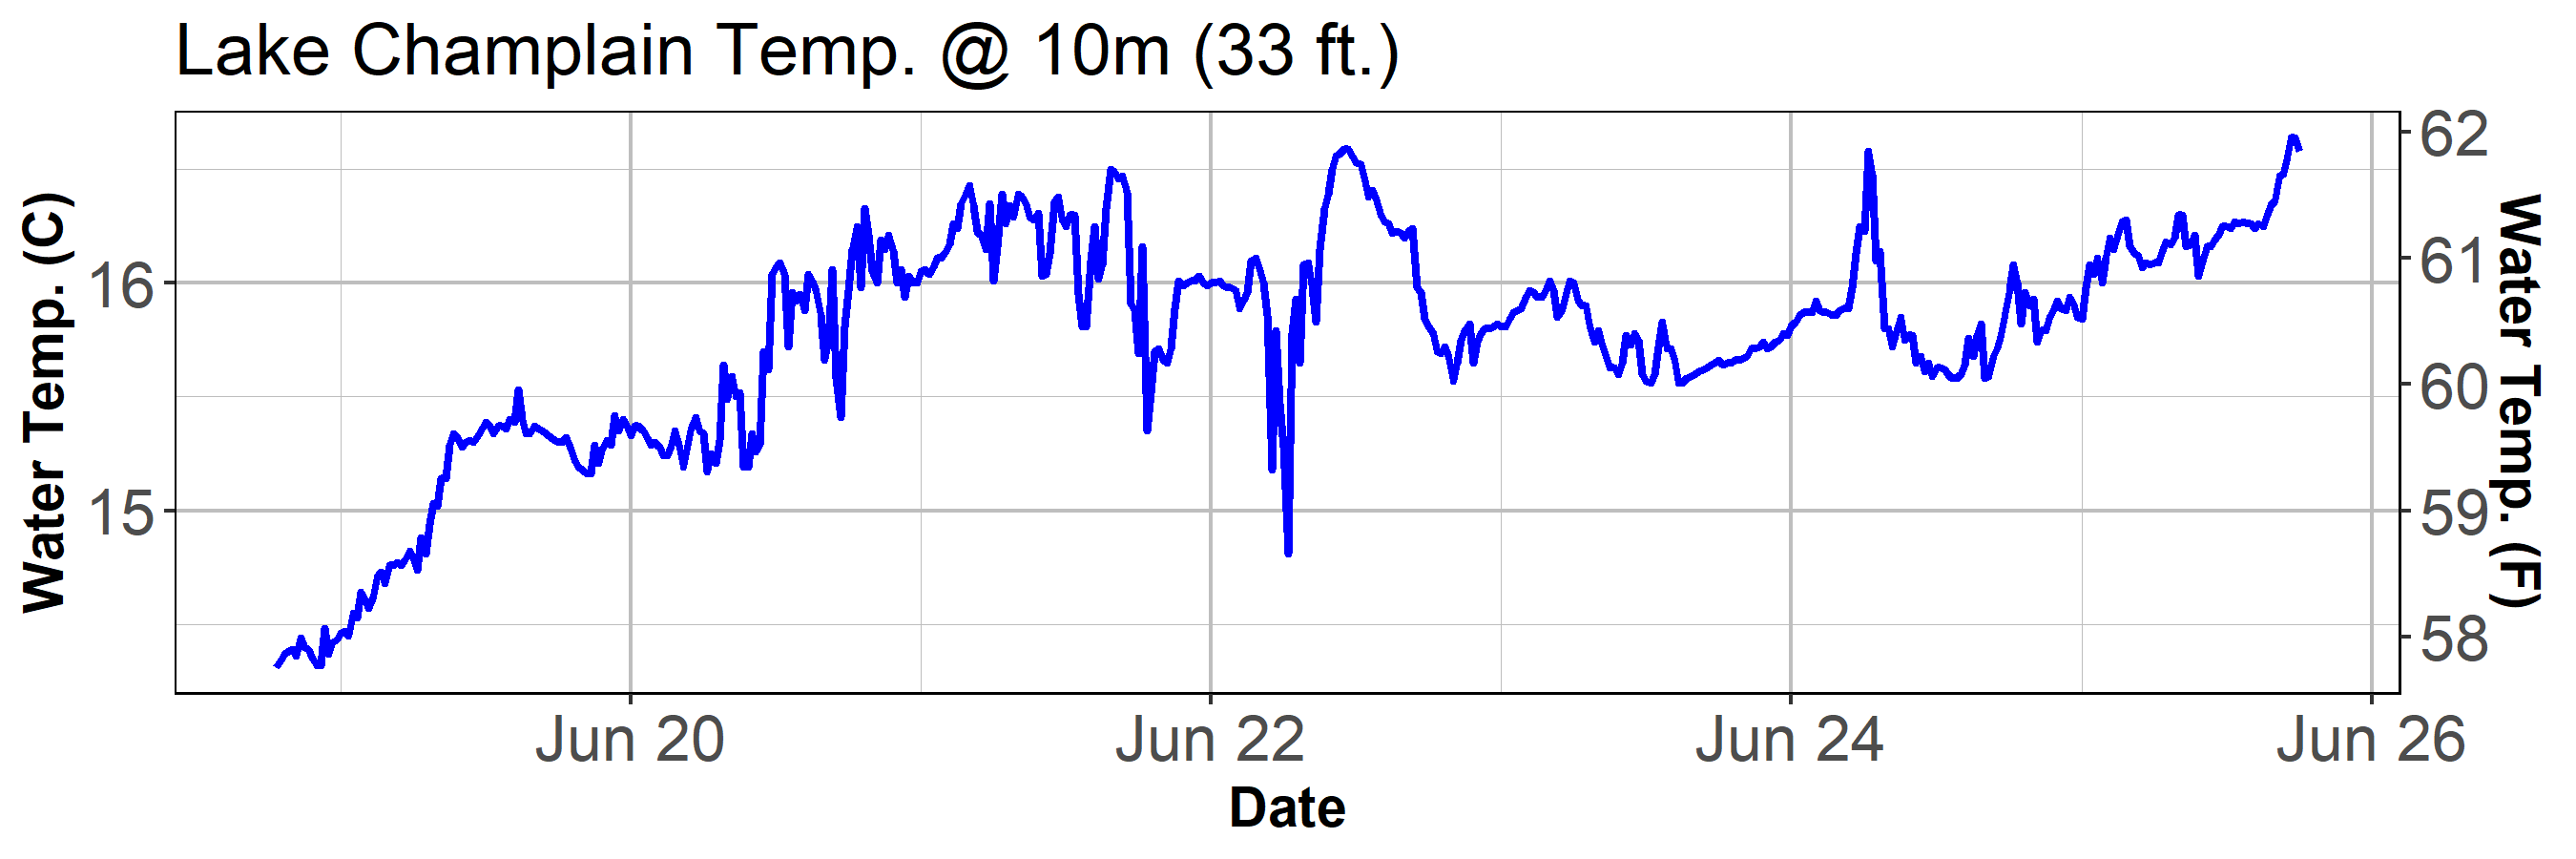 Lake Champlain Temp. @ 10m (33 ft.)
Water Temp. (C)
16
15
62
61
60
59
58
Water Temp. (F)
Jun 20 Jun 22 Jun 24 Jun 26
Date